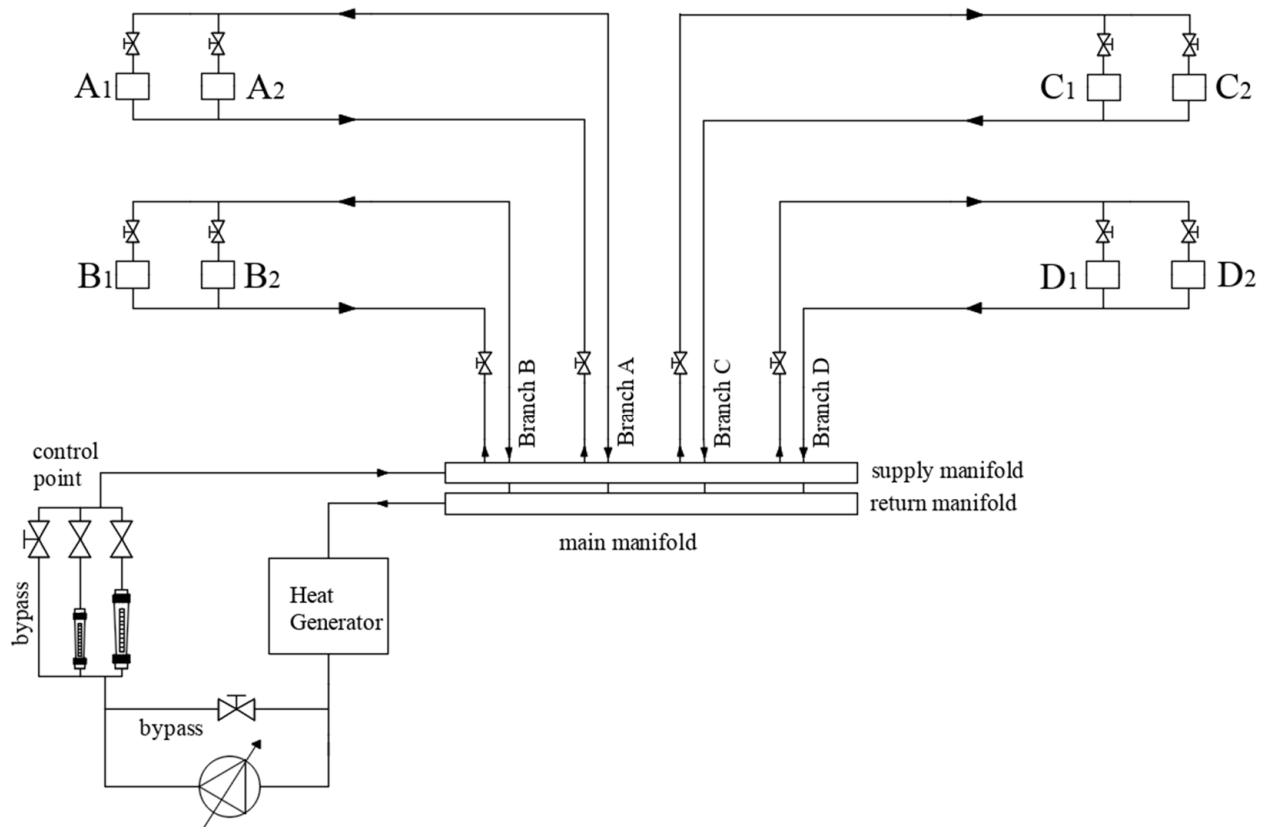 A1
A2
C1
C2
B1
B2
D1
D2
Branch B
Branch A
Branch C
Branch D
control
point
supply manifold
return manifold
main manifold
bypass
Heat
Generator
bypass